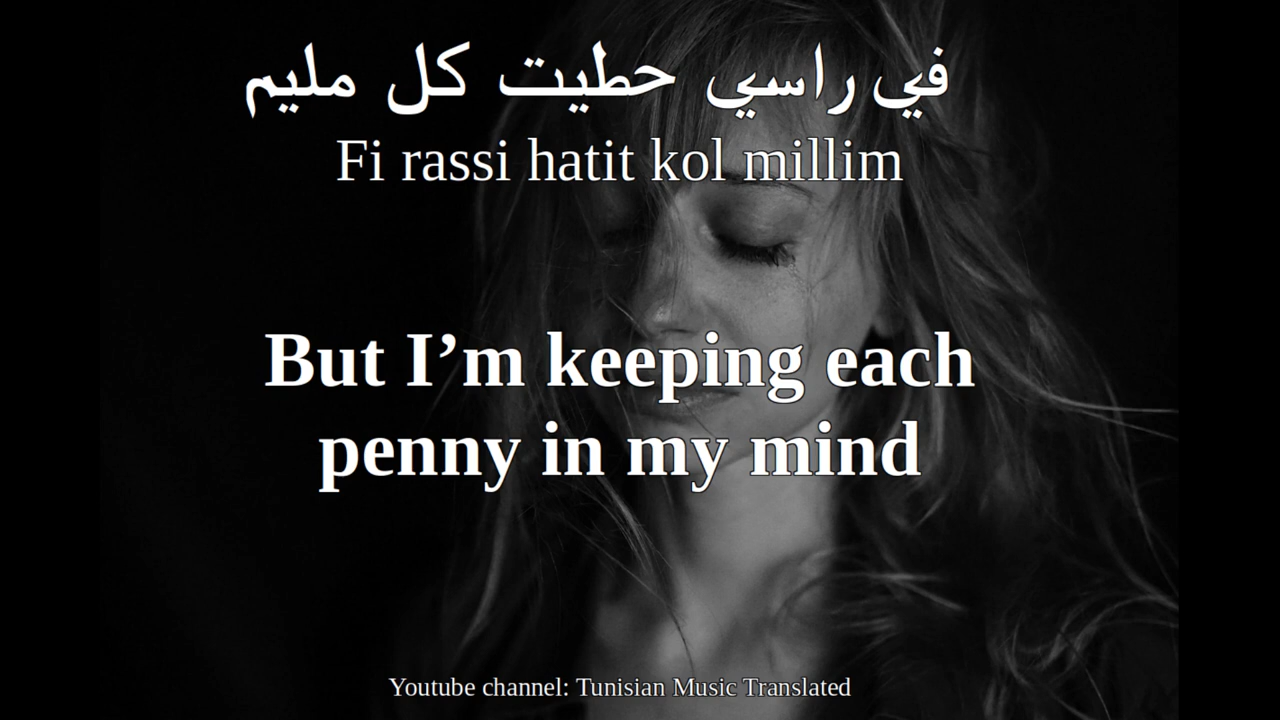 في راسي حطيت كل مليم
Fi rassi hatit kol millim
But I’m keeping each
penny in my mind
Youtube channel: Tunisian Music Translated